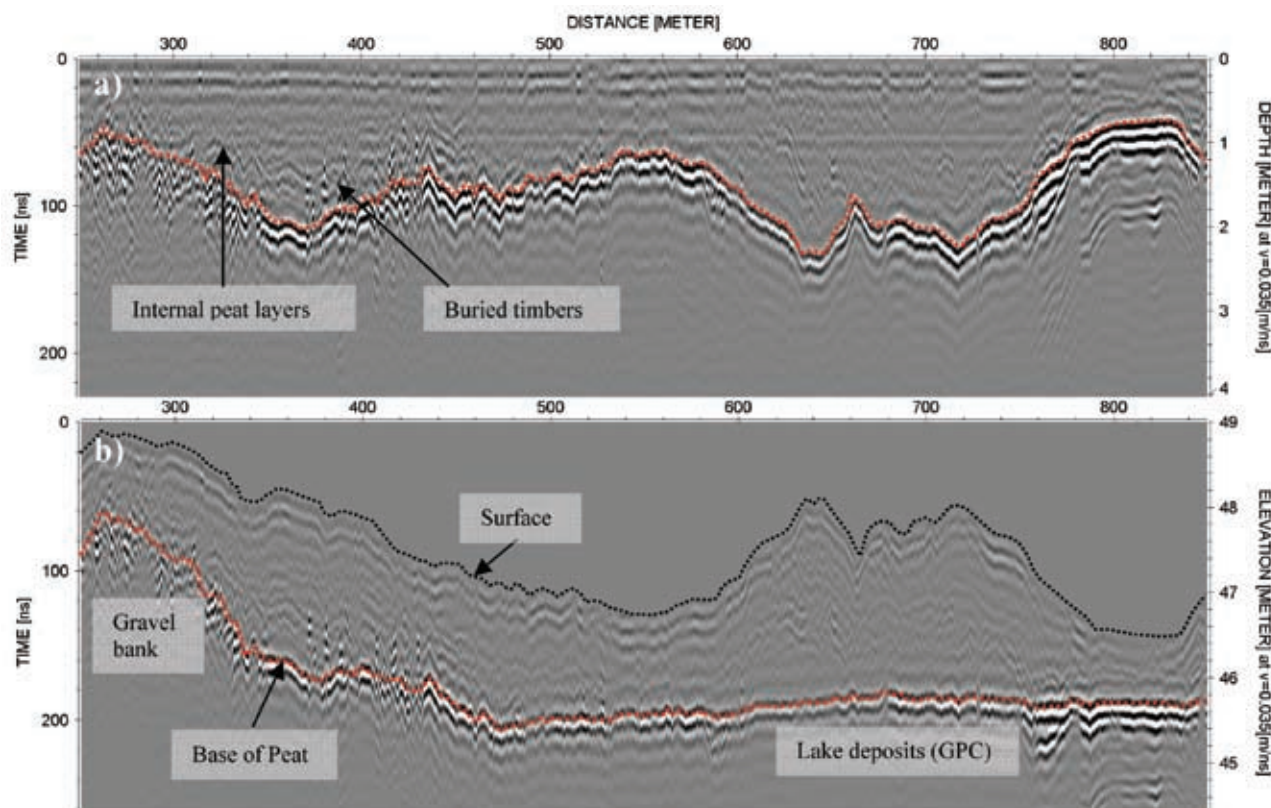 DISTANCE [METER]
300 400 500 600 700 800
0 0
a)
1
100
2
Internal peat layers Buried timbers
3
200
4
TIME [ns]
DEPTH [METER] at v=0.035[m/ns]
300 400 500 600 700 800
0 49
b)
48
Surface
100
47
Gravel
bank
46
200
Base of Peat
Lake deposits (GPC)
45
TIME [ns]
ELEVATION [METER] at v=0.035[m/ns]